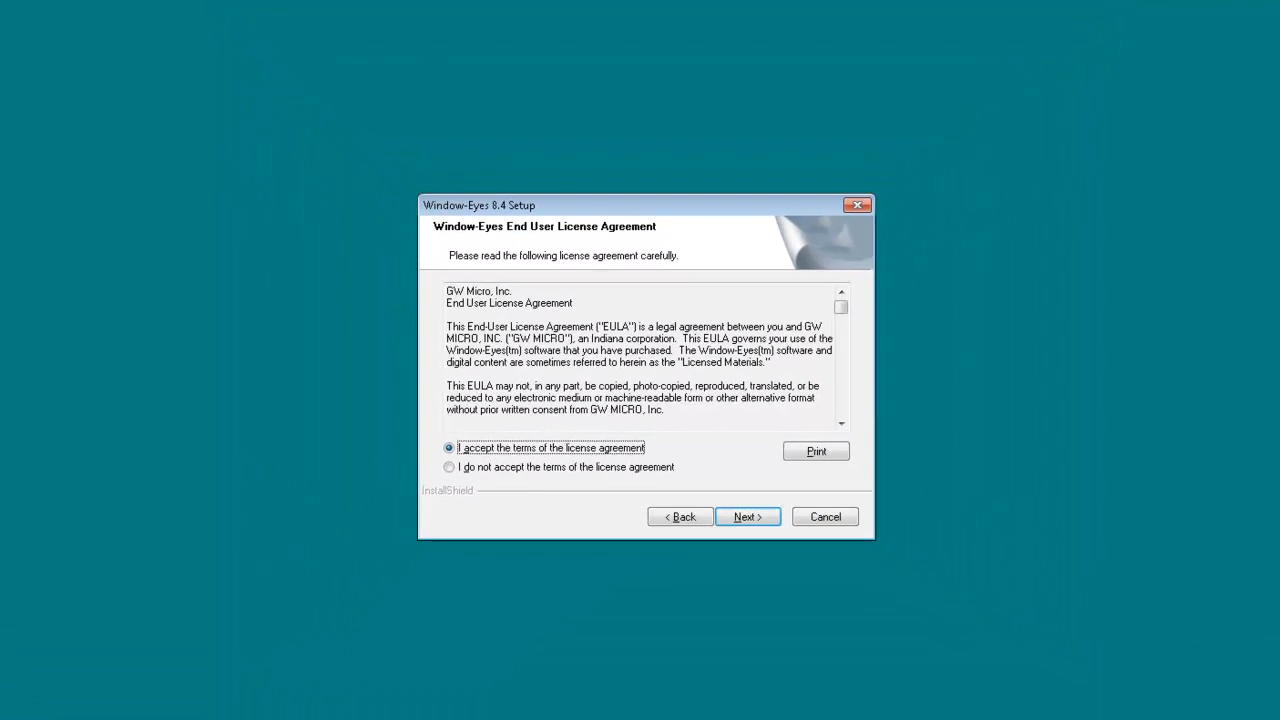 Window-Eyes 8.4 Setup
Window-Eyes End User License Agreement
Please read the following license agreement carefully.
GW Micro, Inc.
End User License Agreement
This End-User License Agreement ("EULA") is a legal agreement between you and GW
MICRO, INC. ("GW MICRO"), an Indiana corporation.  This EULA governs your use of the
Window-Eyes(tm) software that you have purchased.  The Window-Eyes(tm) software and
digital content are sometimes referred to herein as the "Licensed Materials."
This EULA may not, in any part, be copied, photo-copied, reproduced, translated, or be
reduced to any electronic medium or machine-readable form or other alternative format
without prior written consent from GW MICRO, Inc.
I accept the terms of the license agreement
Print
I do not accept the terms of the license agreement
InstallShield
< Back
Next >
Cancel